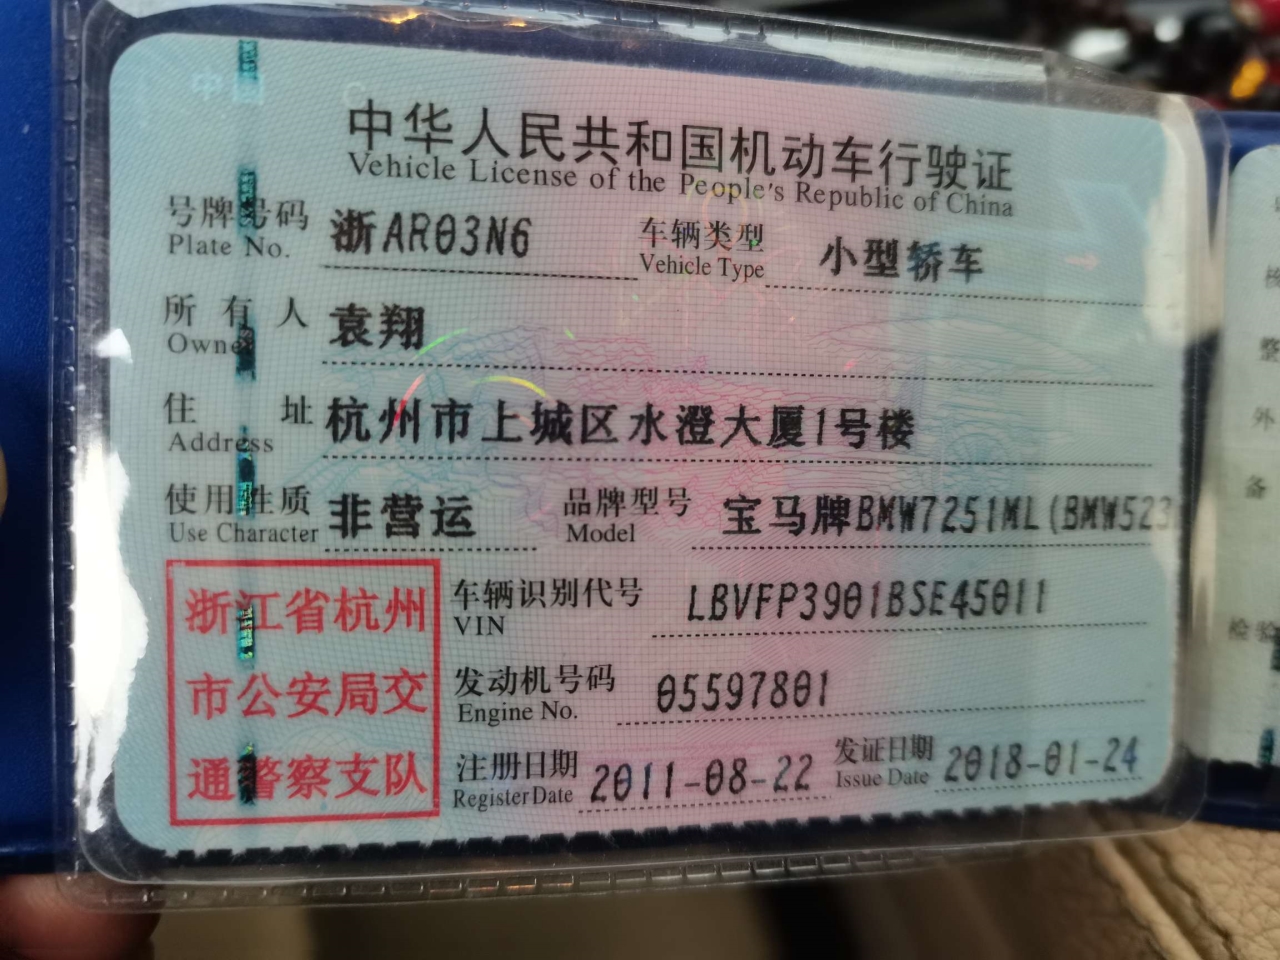 中华人民共和国机动车行驶证
Vehicle License of the People's Republic of China
号牌号码 浙AR03N6 车辆类型 小型轿车
Plate No. Vehicle Type
所有人 袁翔
Owner
住址 杭州市上城区水澄大厦1号楼
Address
使用性质 非营运 品牌型号 宝马牌BMW7251ML(BMW523
Use Character Model
浙江省杭州
市公安局交
通警察支队
车辆识别代号 LBVFP3901BSE45011
VIN
发动机号码 05597801
Engine No.
注册日期 2011-08-22 发证日期 2018-01-24
Register Date Issue Date
整
外
备
检验